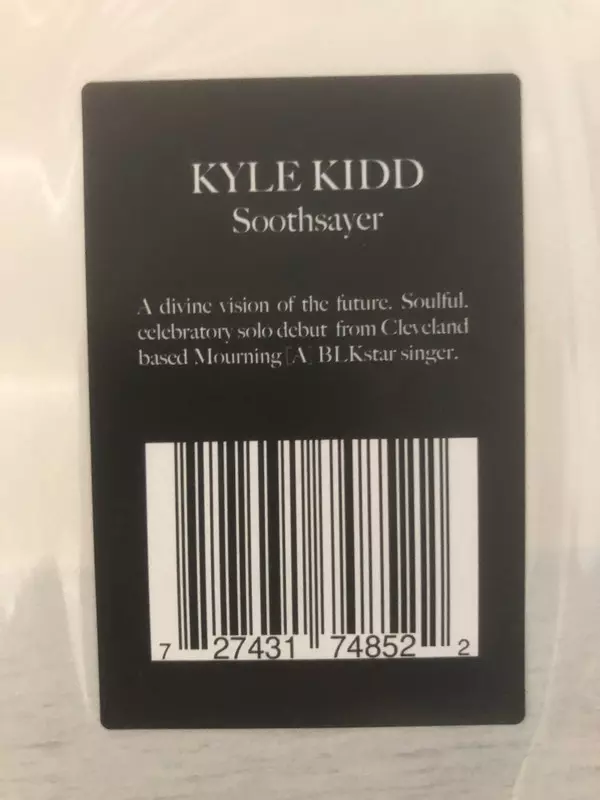 KYLE KIDD
Soothsayer
A divine vision of the future. Soulful.
celebratory solo debut from Cleveland
based Mourning [A] BLKstar singer.
7 27431 74852 2